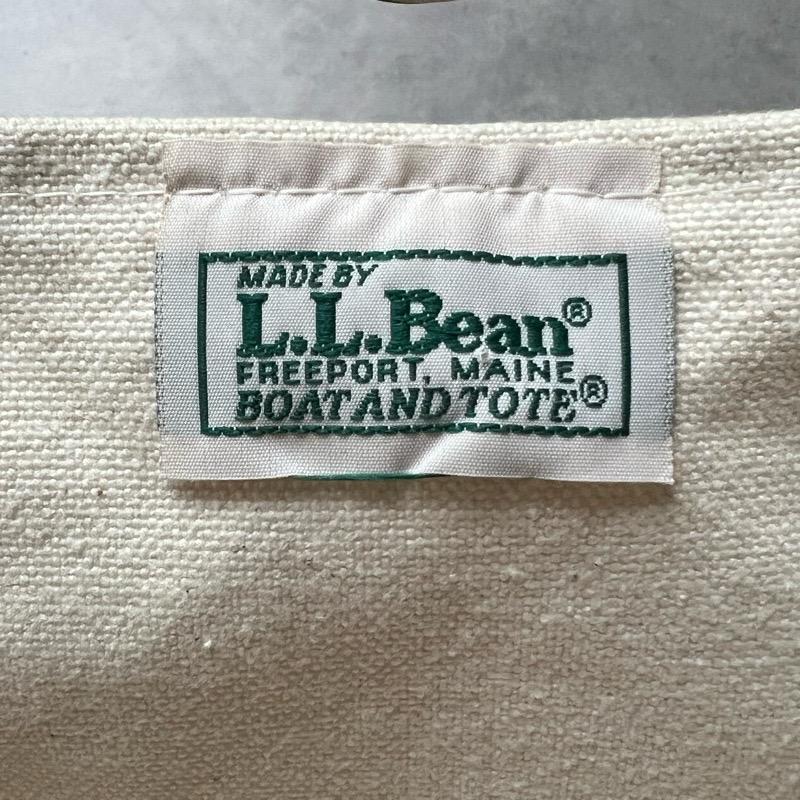 MADE BY
L.L.Bean®
FREEPORT, MAINE
BOAT AND TOTE®